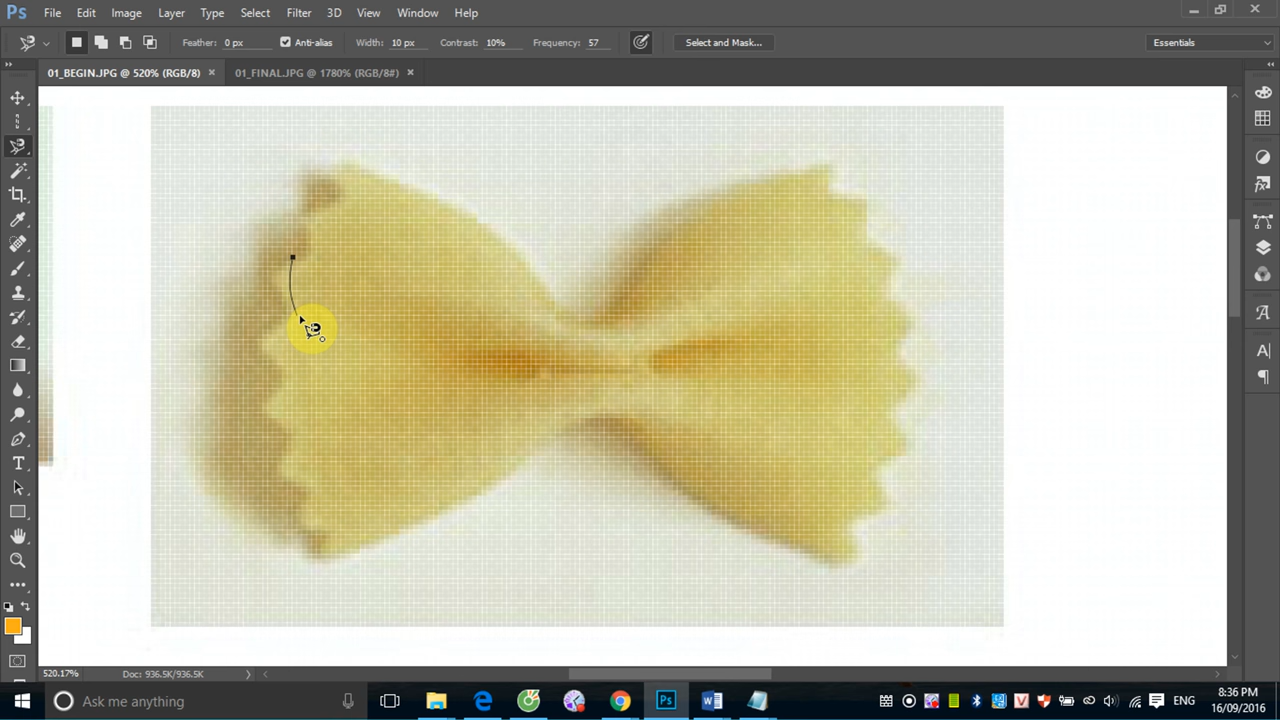 Ps File Edit Image Layer Type Select Filter 3D View Window Help
Feather: 0 px Anti-alias Width: 10 px Contrast: 10% Frequency: 57 Select and Mask... Essentials
01_BEGIN.JPG @ 520% (RGB/8) × 01_FINAL.JPG @ 1780% (RGB/8#) ×
520.17% Doc: 936.5K/936.5K
Ask me anything
ENG
8:36 PM
16/09/2016